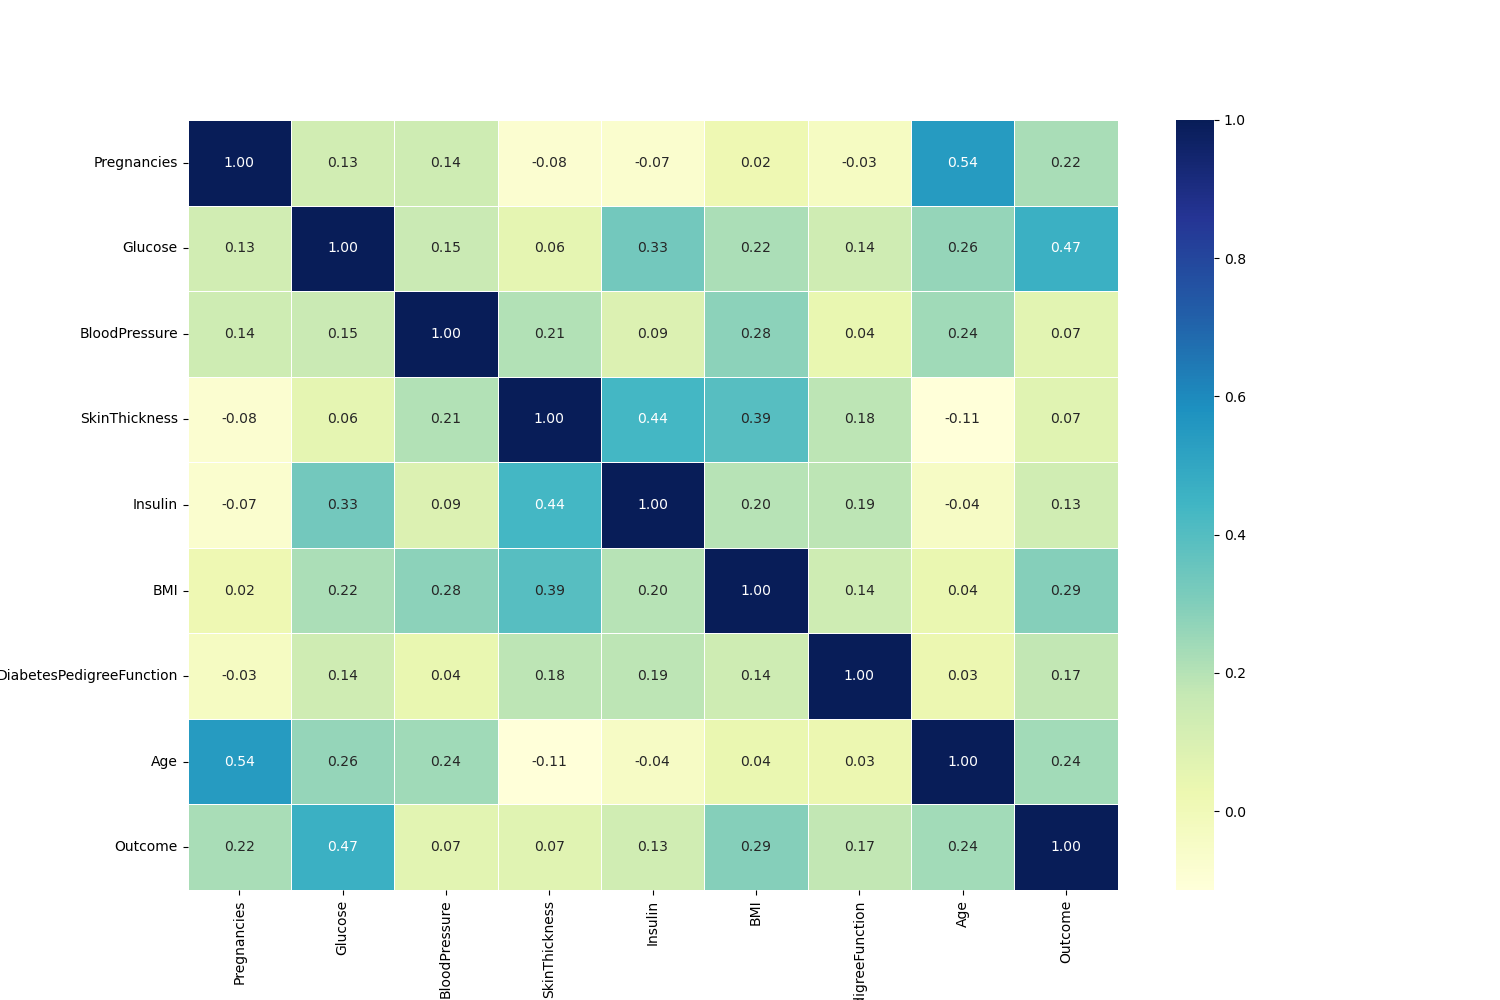 1.0
Pregnancies 1.00 0.13 0.14 -0.08 -0.07 0.02 -0.03 0.54 0.22
Glucose 0.13 1.00 0.15 0.06 0.33 0.22 0.14 0.26 0.47
0.8
BloodPressure 0.14 0.15 1.00 0.21 0.09 0.28 0.04 0.24 0.07
0.6
SkinThickness -0.08 0.06 0.21 1.00 0.44 0.39 0.18 -0.11 0.07
Insulin -0.07 0.33 0.09 0.44 1.00 0.20 0.19 -0.04 0.13
0.4
BMI 0.02 0.22 0.28 0.39 0.20 1.00 0.14 0.04 0.29
DiabetesPedigreeFunction -0.03 0.14 0.04 0.18 0.19 0.14 1.00 0.03 0.17
0.2
Age 0.54 0.26 0.24 -0.11 -0.04 0.04 0.03 1.00 0.24
0.0
Outcome 0.22 0.47 0.07 0.07 0.13 0.29 0.17 0.24 1.00
Pregnancies
Glucose
BloodPressure
SkinThickness
Insulin
BMI
digreeFunction
Age
Outcome